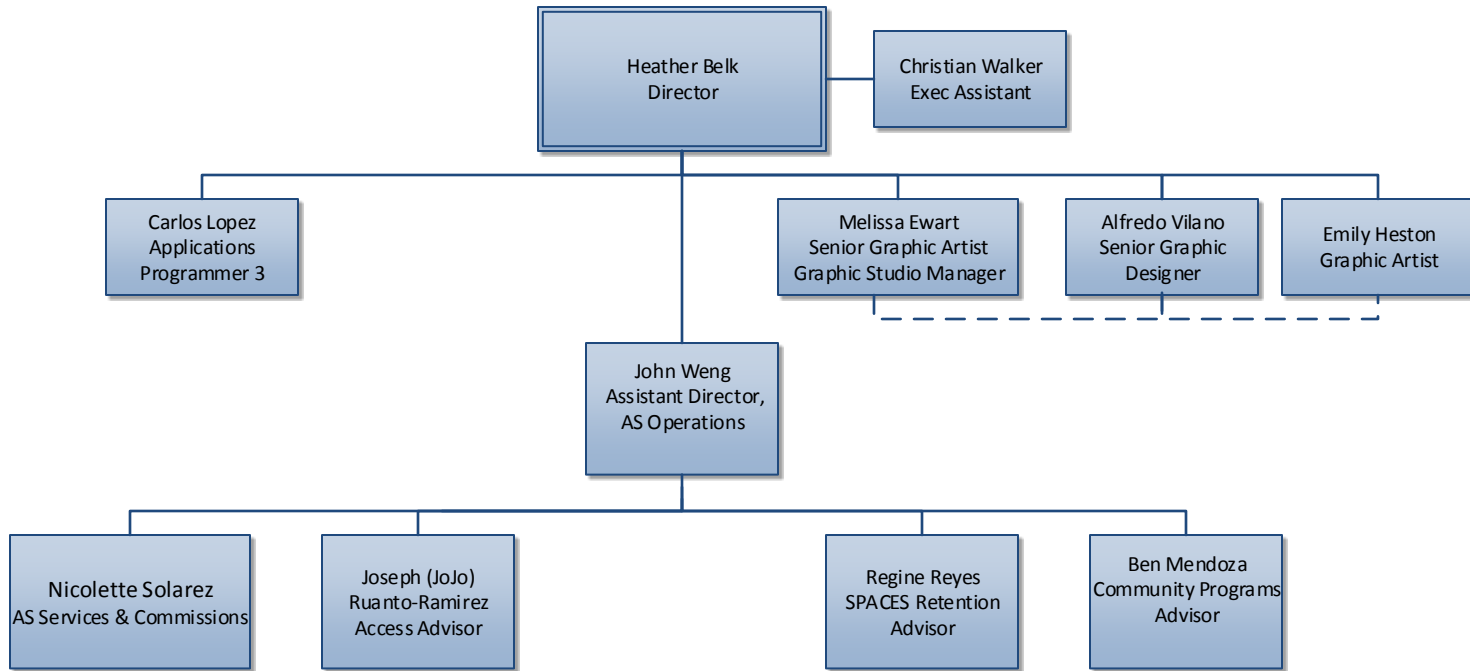 Heather Belk
Director
Christian Walker
Exec Assistant
Carlos Lopez
Applications
Programmer 3
Melissa Ewart
Senior Graphic Artist
Graphic Studio Manager
Alfredo Vilano
Senior Graphic
Designer
Emily Heston
Graphic Artist
John Weng
Assistant Director,
AS Operations
Nicolette Solarez
AS Services & Commissions
Joseph (JoJo)
Ruanto-Ramirez
Access Advisor
Regine Reyes
SPACES Retention
Advisor
Ben Mendoza
Community Programs
Advisor